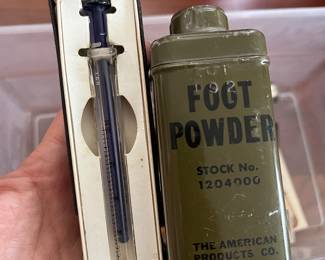 FOOT
POWDER
STOCK No.
1204000
THE AMERICAN
PRODUCTS CO.